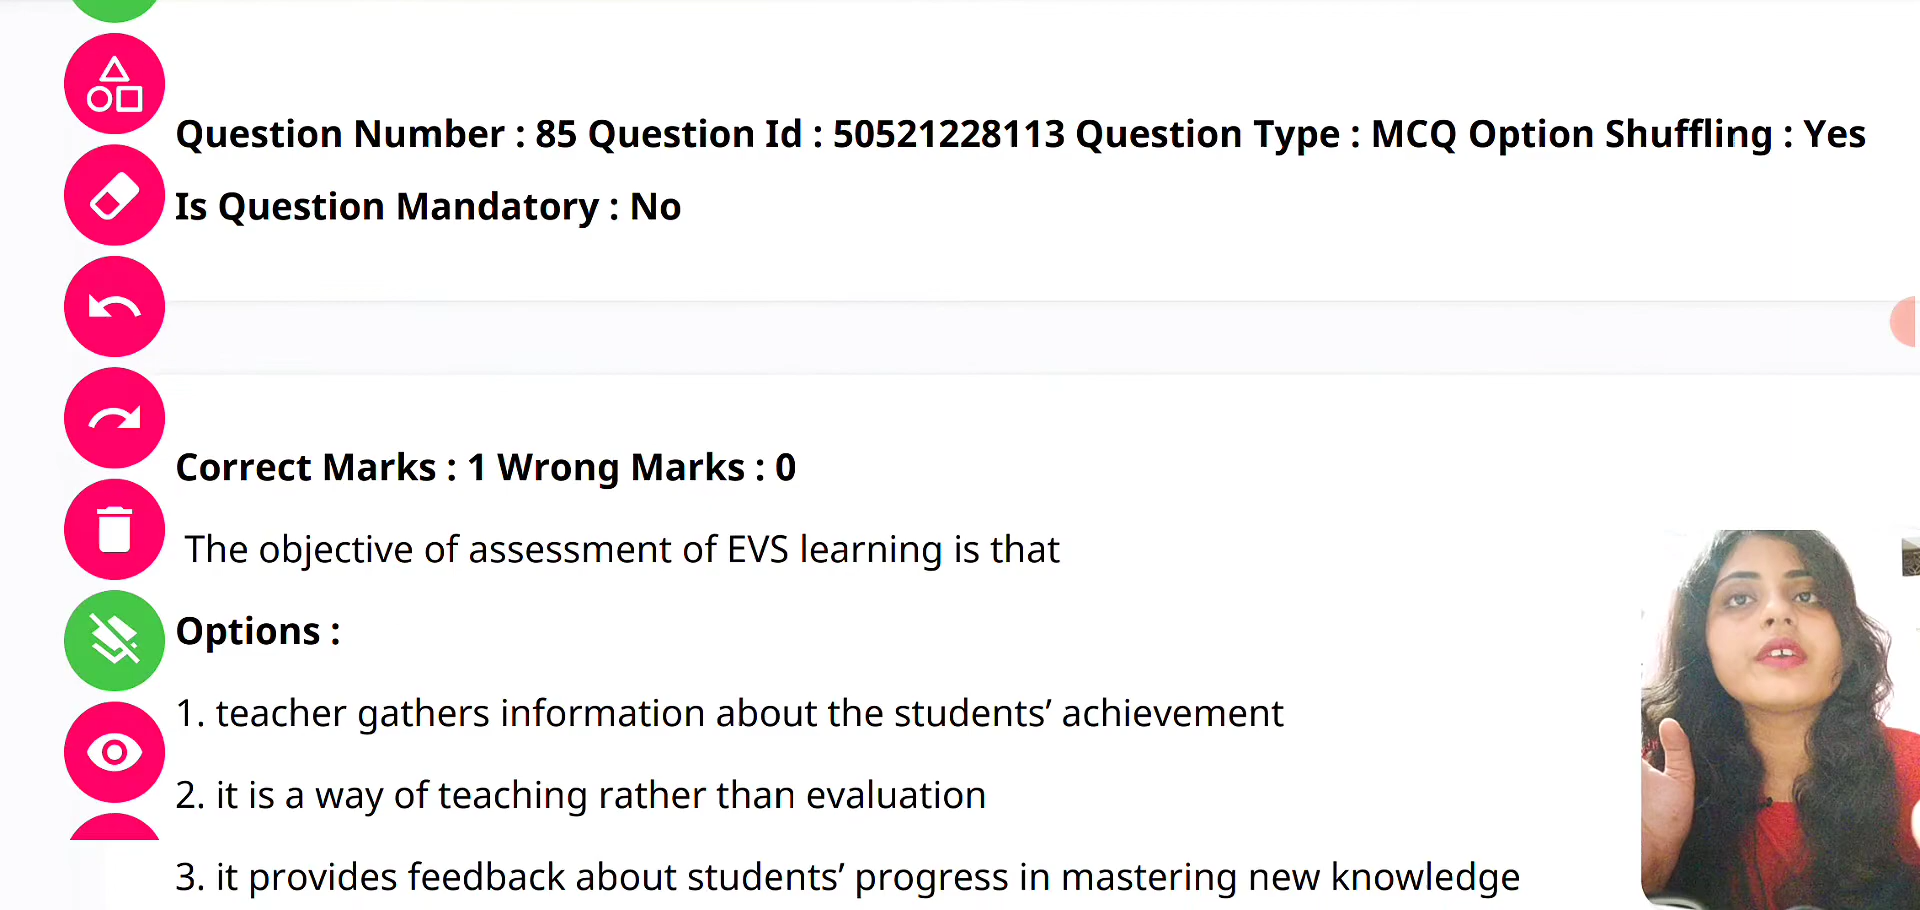 Question Number : 85 Question Id : 50521228113 Question Type : MCQ Option Shuffling : Yes
Is Question Mandatory : No
Correct Marks : 1 Wrong Marks : 0
The objective of assessment of EVS learning is that
Options :
1. teacher gathers information about the students’ achievement
2. it is a way of teaching rather than evaluation
3. it provides feedback about students’ progress in mastering new knowledge